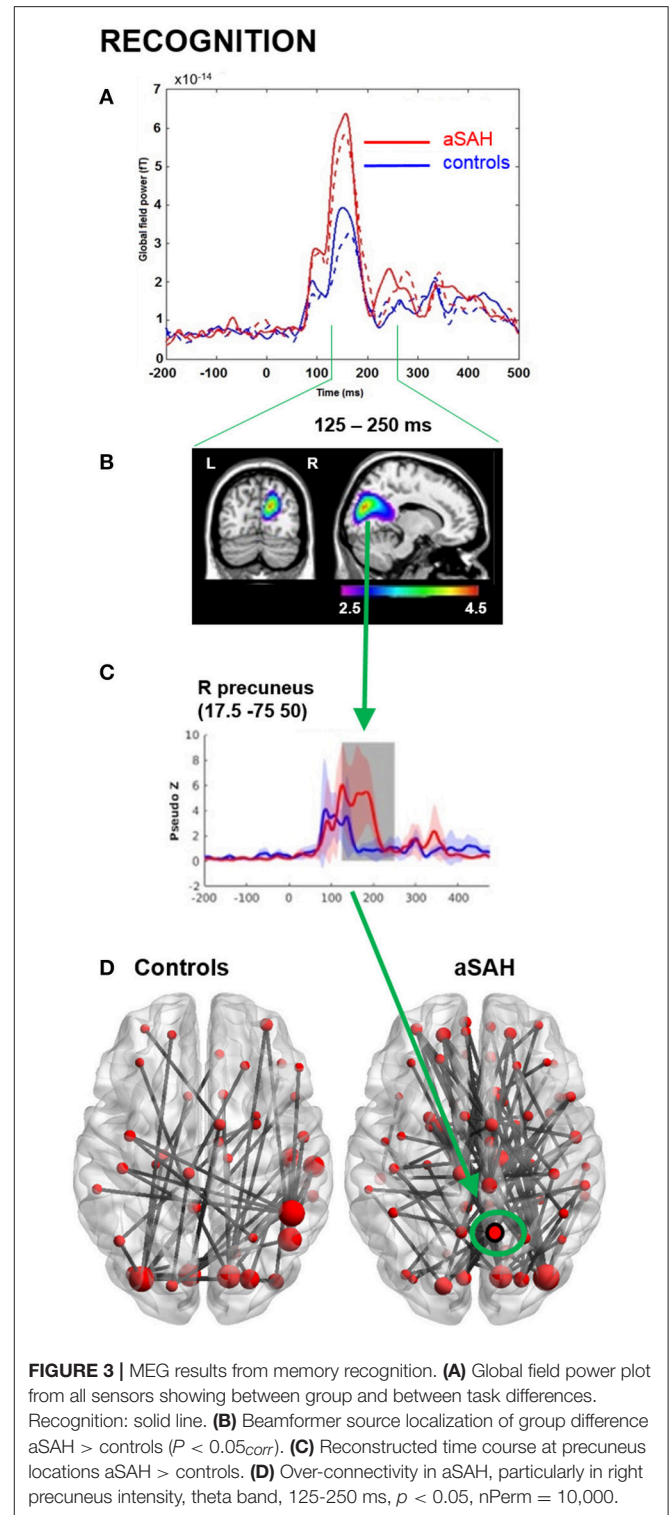 RECOGNITION
A
x10-14
7
6
5
4
3
2
1
0
Global field power (fT)
aSAH
controls
-200 -100 0 100 200 300 400 500
Time (ms)
125 – 250 ms
B
L R
2.5 4.5
C
R precuneus
(17.5 -75 50)
10
8
6
4
2
0
-2
Pseudo Z
-200 -100 0 100 200 300 400
D Controls aSAH
FIGURE 3 | MEG results from memory recognition. (A) Global field power plot
from all sensors showing between group and between task differences.
Recognition: solid line. (B) Beamformer source localization of group difference
aSAH > controls (P < 0.05corr). (C) Reconstructed time course at precuneus
locations aSAH > controls. (D) Over-connectivity in aSAH, particularly in right
precuneus intensity, theta band, 125-250 ms, p < 0.05, nPerm = 10,000.